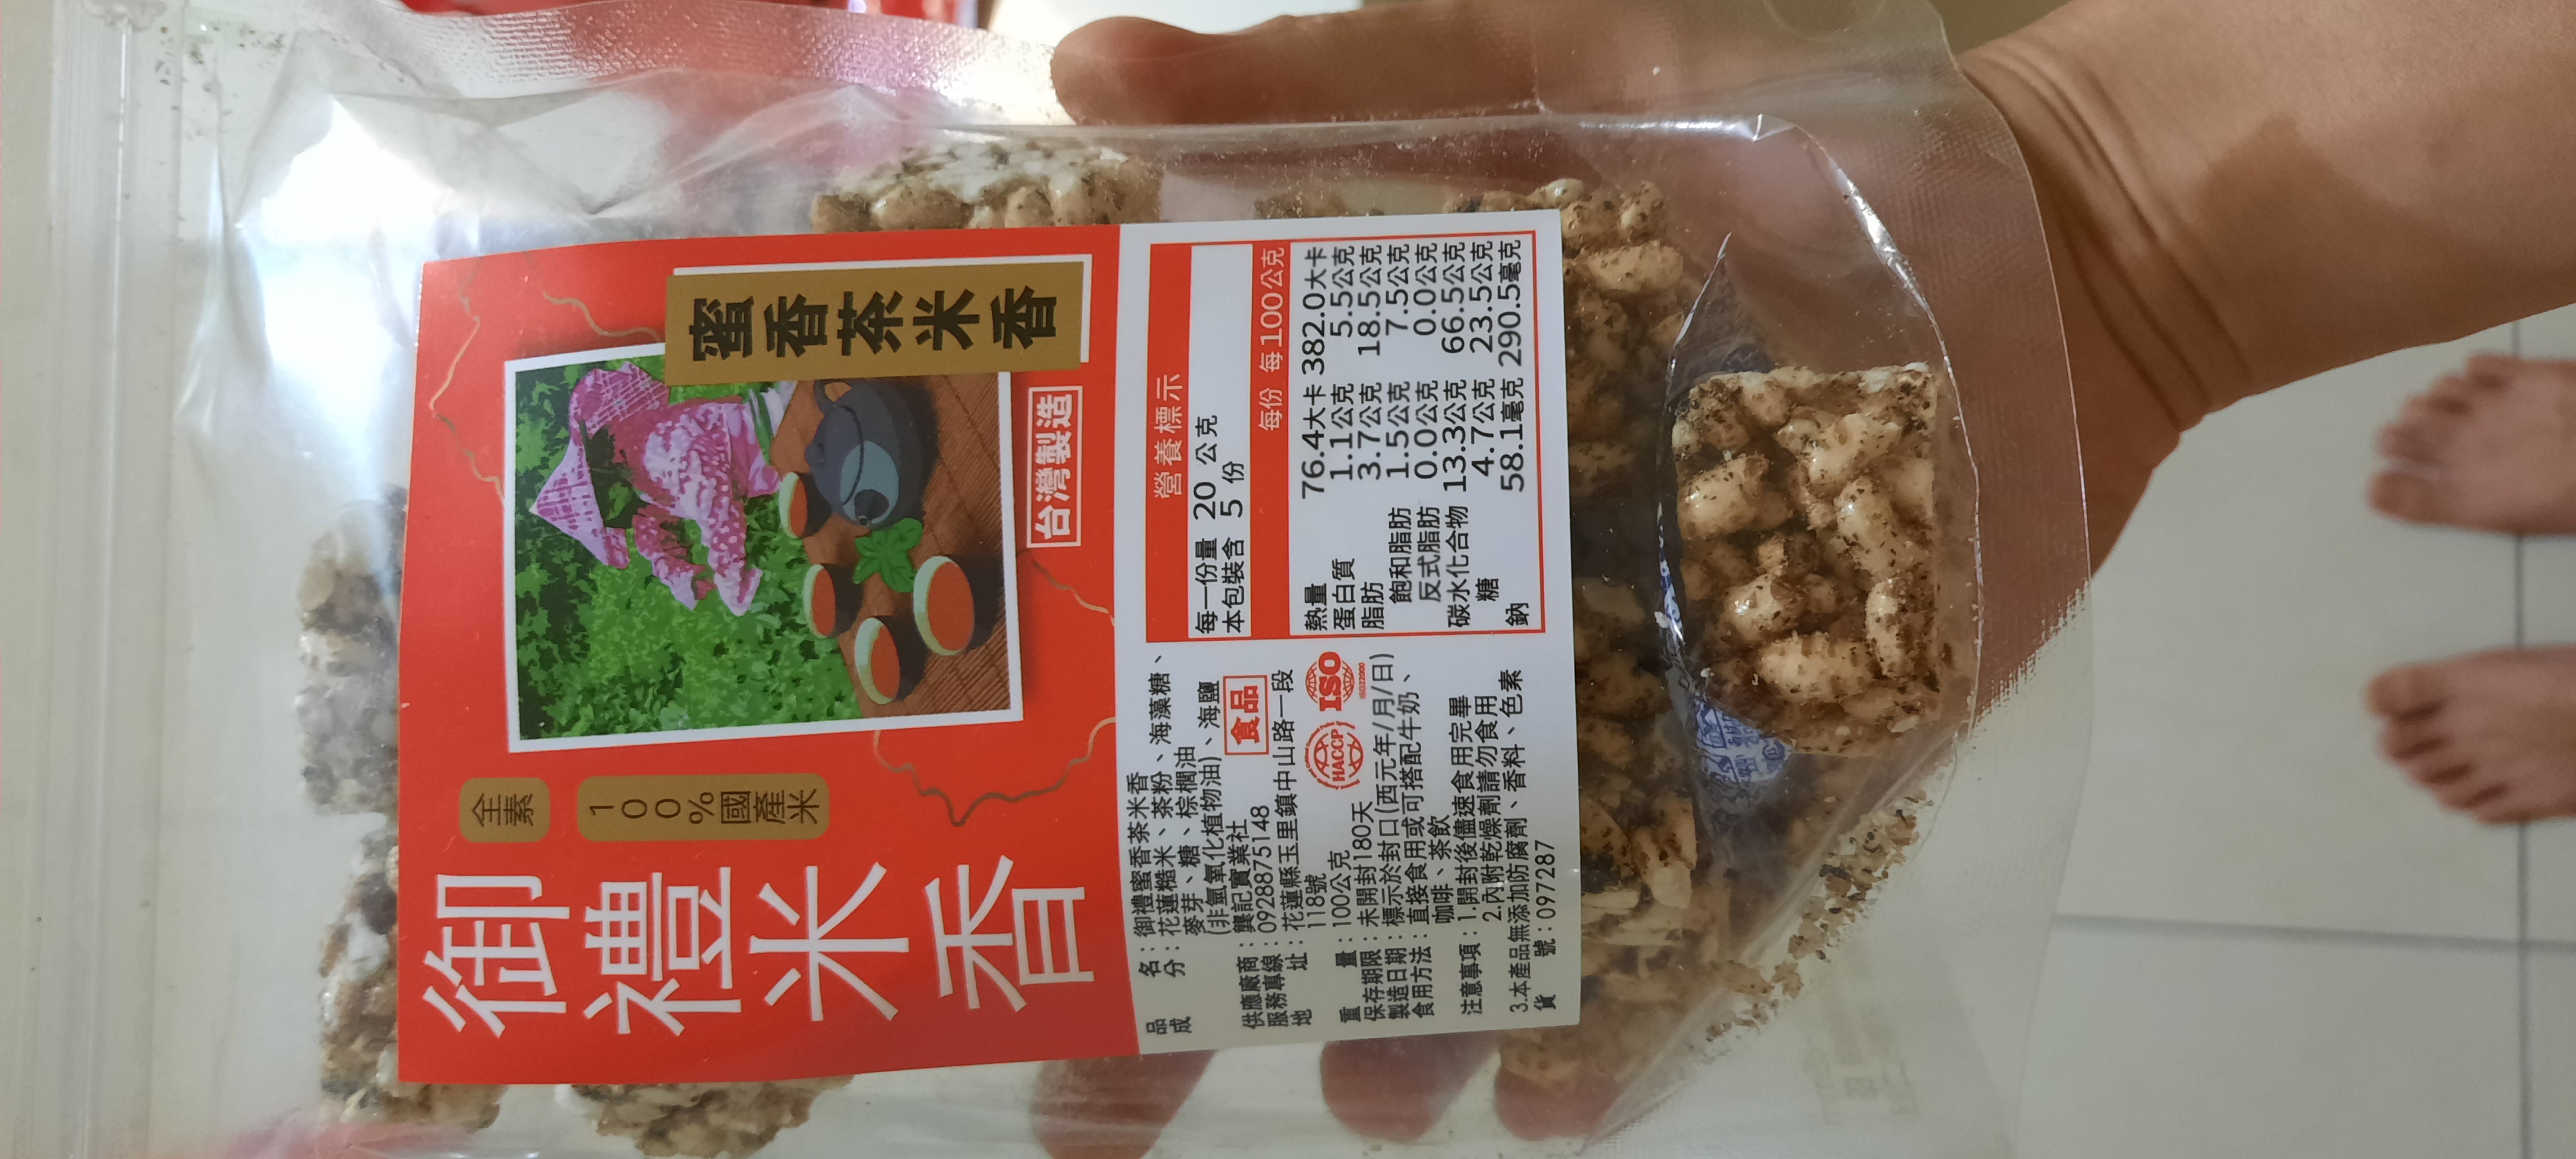 御禮米香
全素
100%國產米
蜜香茶米香
台灣製造
品名：御禮蜜香茶米香
成分：花蓮糙米、茶粉、海藻糖、
麥芽、糖、棕櫚油
(非氫氧化植物油)、海鹽
供應廠商：龔記寶業社
服務專線：0928875148
地址：花蓮縣玉里鎮中山路一段
118號
食品
重量：100公克
保存期限：未開封180天
製造日期：標示於封口(西元年/月/日)
食用方法：直接食用或可搭配牛奶、
咖啡、茶飲
注意事項：1.開封後儘速食用完畢
2.內附乾燥劑請勿食用
3.本產品無添加防腐劑、香料、色素
貨號：097287
HACCP
ISO
ISO22000
營養標示
每一份量 20 公克
本包裝含 5 份
每份 每100公克
熱量 76.4大卡 382.0大卡
蛋白質 1.1公克 5.5公克
脂肪 3.7公克 18.5公克
飽和脂肪 1.5公克 7.5公克
反式脂肪 0.0公克 0.0公克
碳水化合物 13.3公克 66.5公克
糖 4.7公克 23.5公克
鈉 58.1毫克 290.5毫克